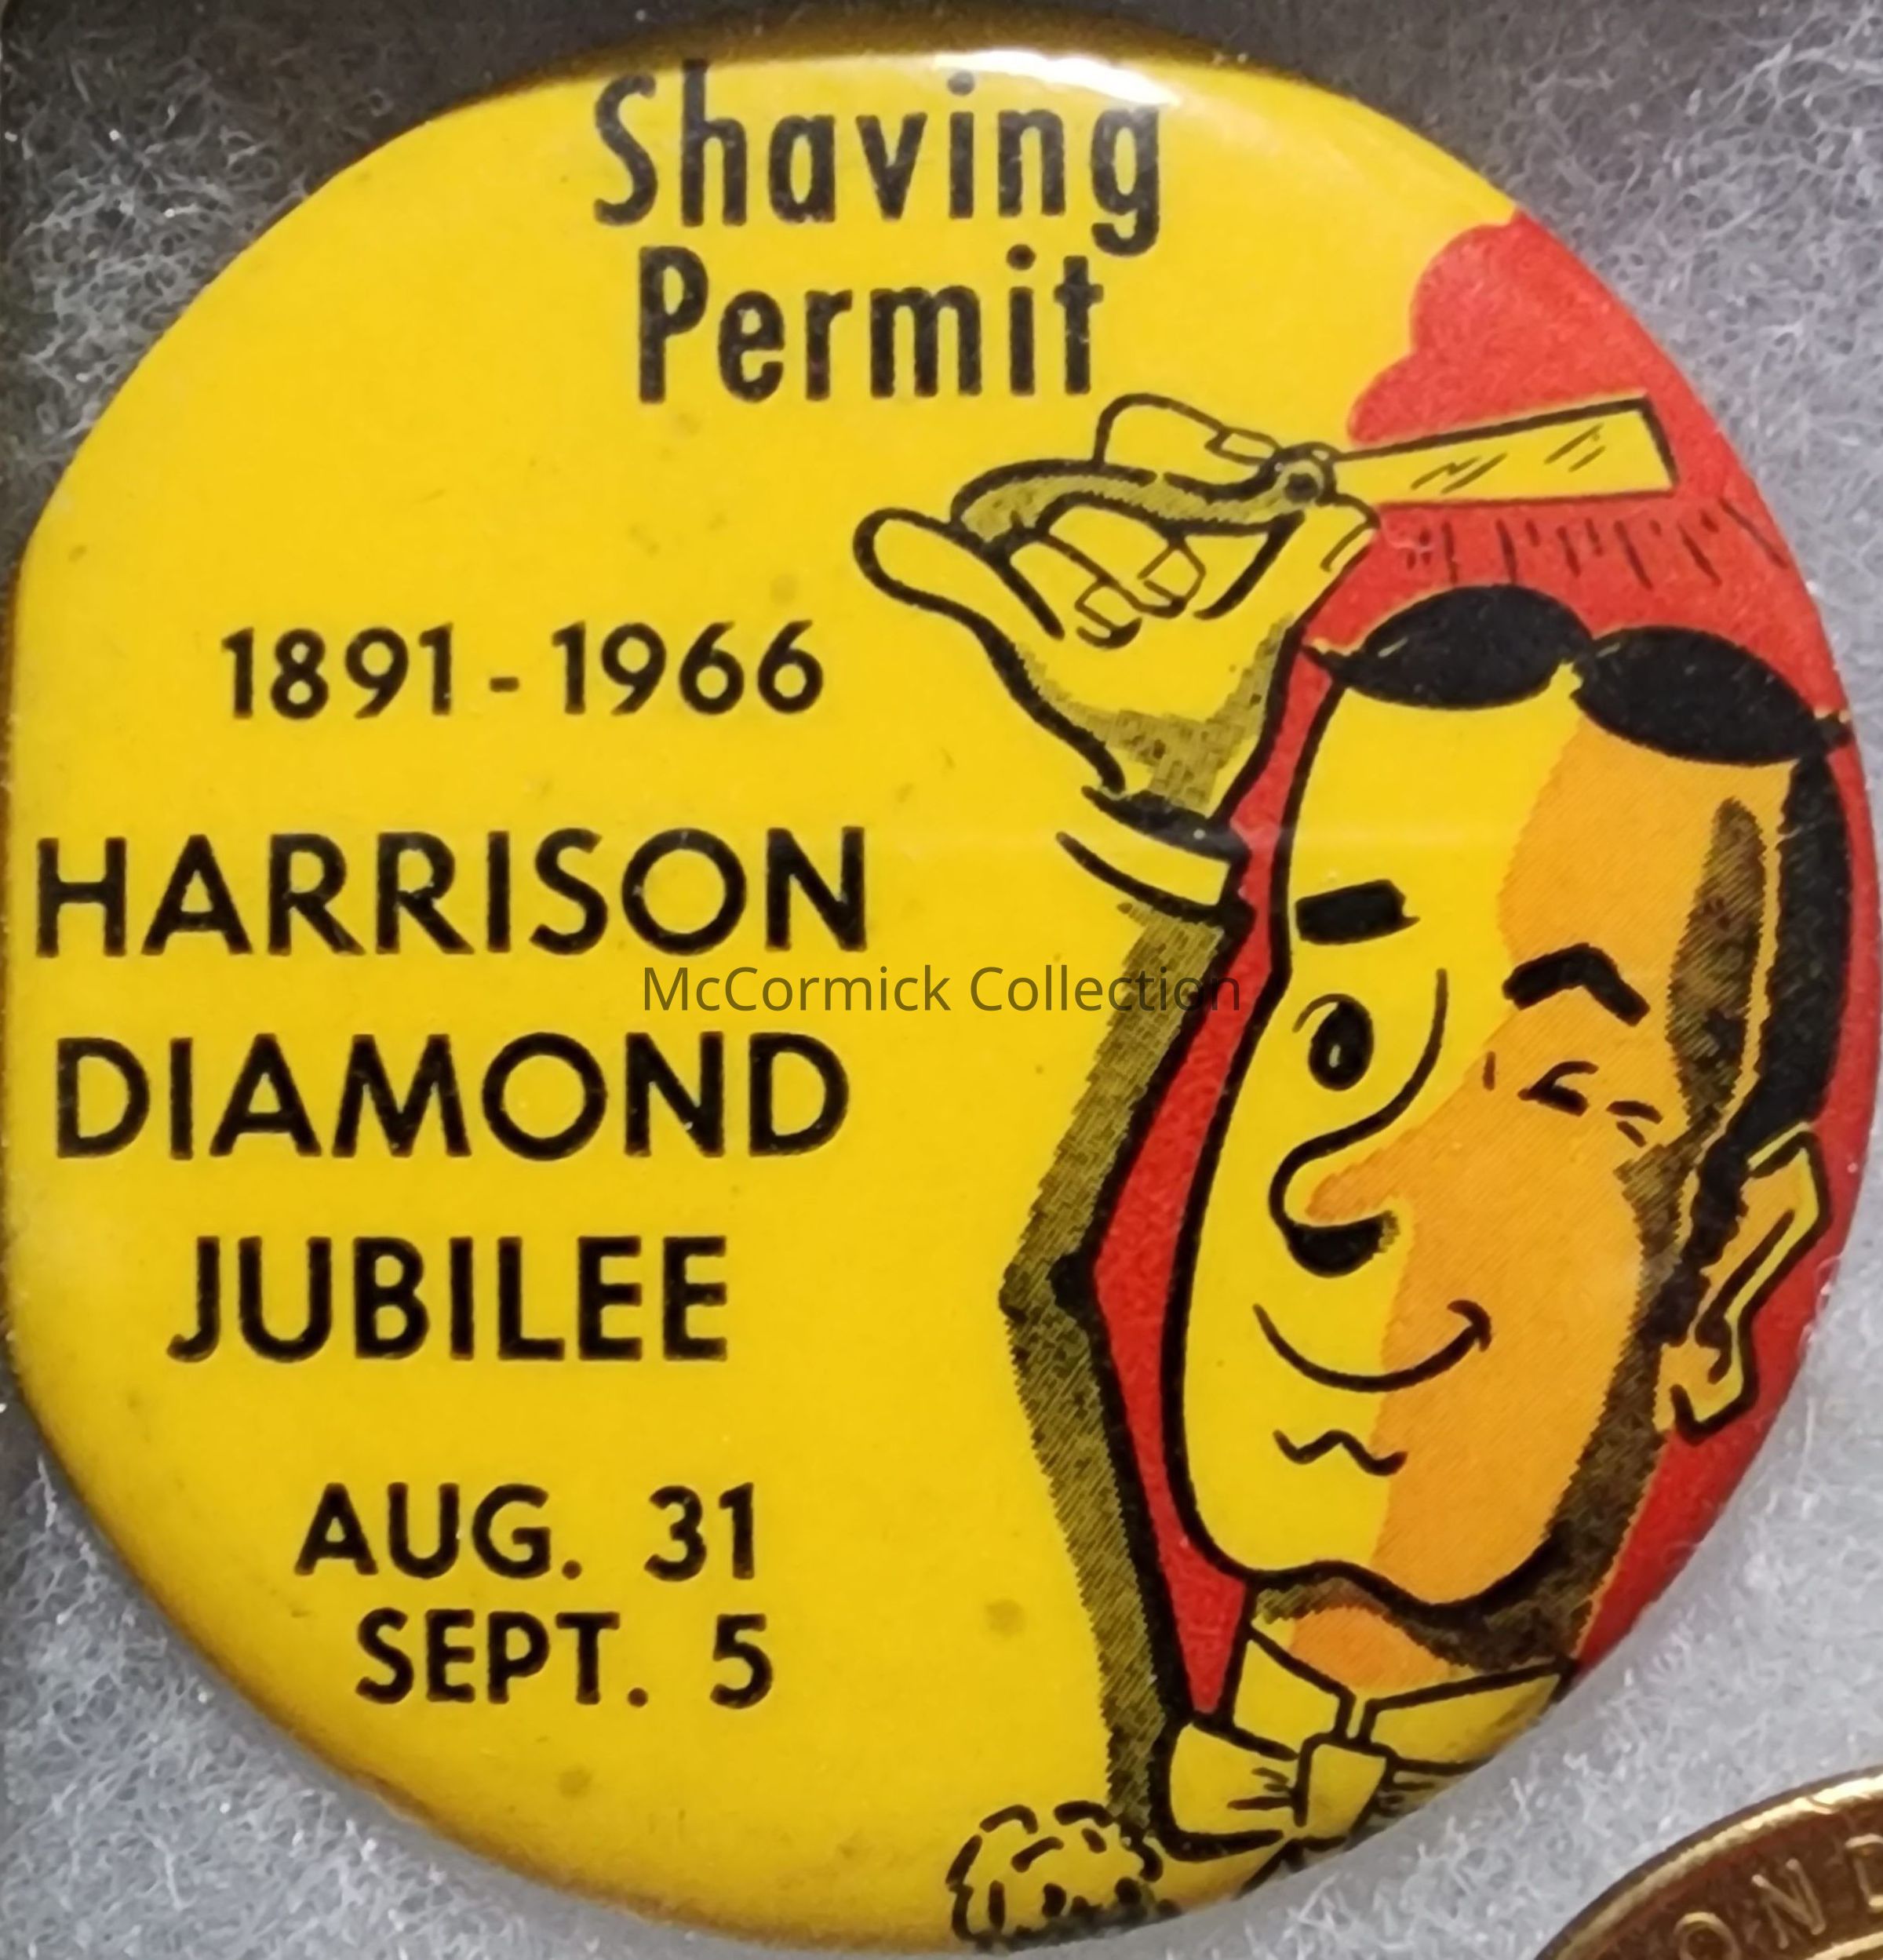 Shaving
Permit
1891-1966
HARRISON
DIAMOND
JUBILEE
AUG. 31
SEPT. 5
McCormick Collection